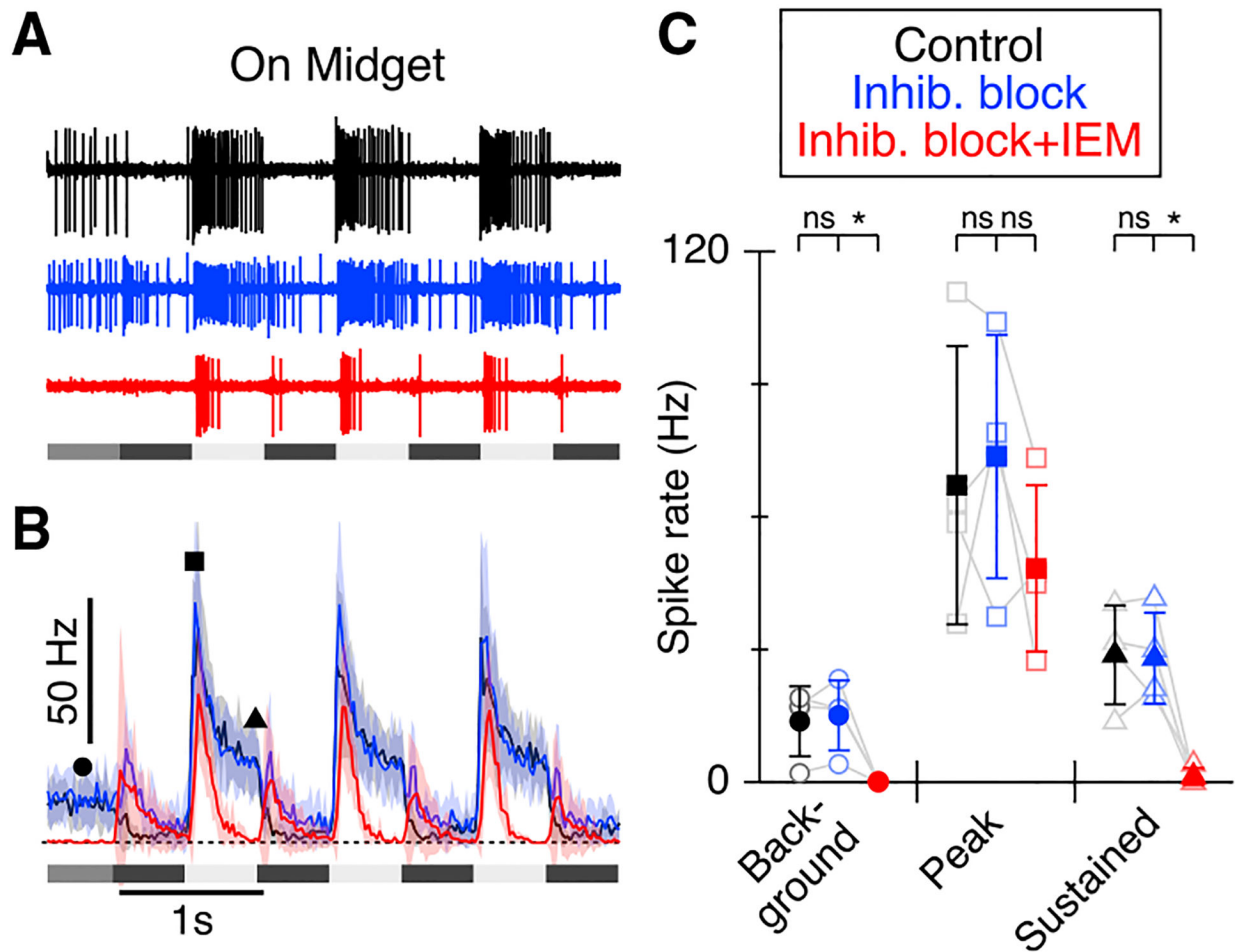 A
On Midget
B
50 Hz
1s
C
Control
Inhib. block
Inhib. block+IEM
ns * ns ns ns *
120
Spike rate (Hz)
0
Back-
ground
Peak
Sustained